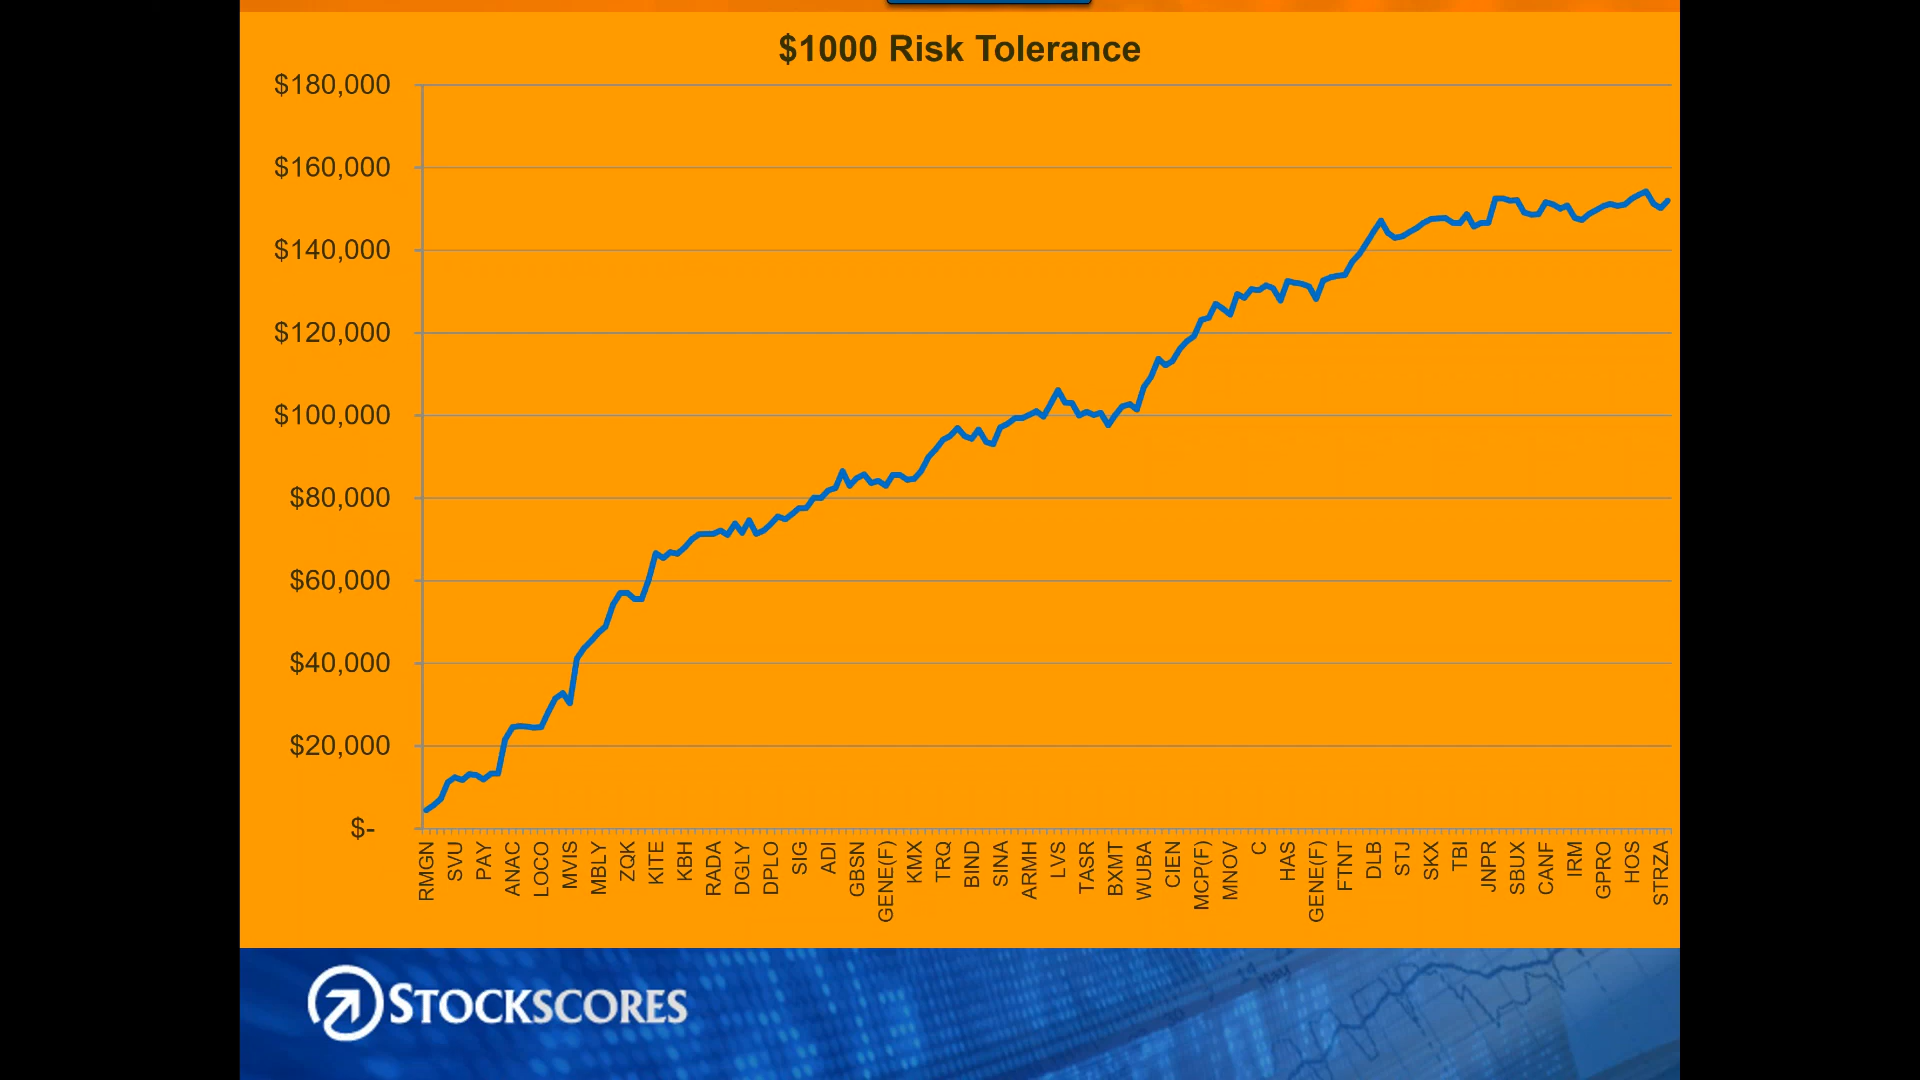 $1000 Risk Tolerance
$180,000
$160,000
$140,000
$120,000
$100,000
$80,000
$60,000
$40,000
$20,000
$-
RMGN
SVU
PAY
ANAC
LOCO
MVIS
MBLY
ZQK
KITE
KBH
RADA
DGLY
DPLO
SIG
ADI
GBSN
GENE(F)
KMX
TRQ
BIND
SINA
ARMH
LVS
TASR
BXMT
WUBA
CIEN
MCP(F)
MNOV
C
HAS
GENE(F)
FTNT
DLB
STJ
SKX
TBI
JNPR
SBUX
CANF
IRM
GPRO
HOS
STRZA
STOCKSCORES